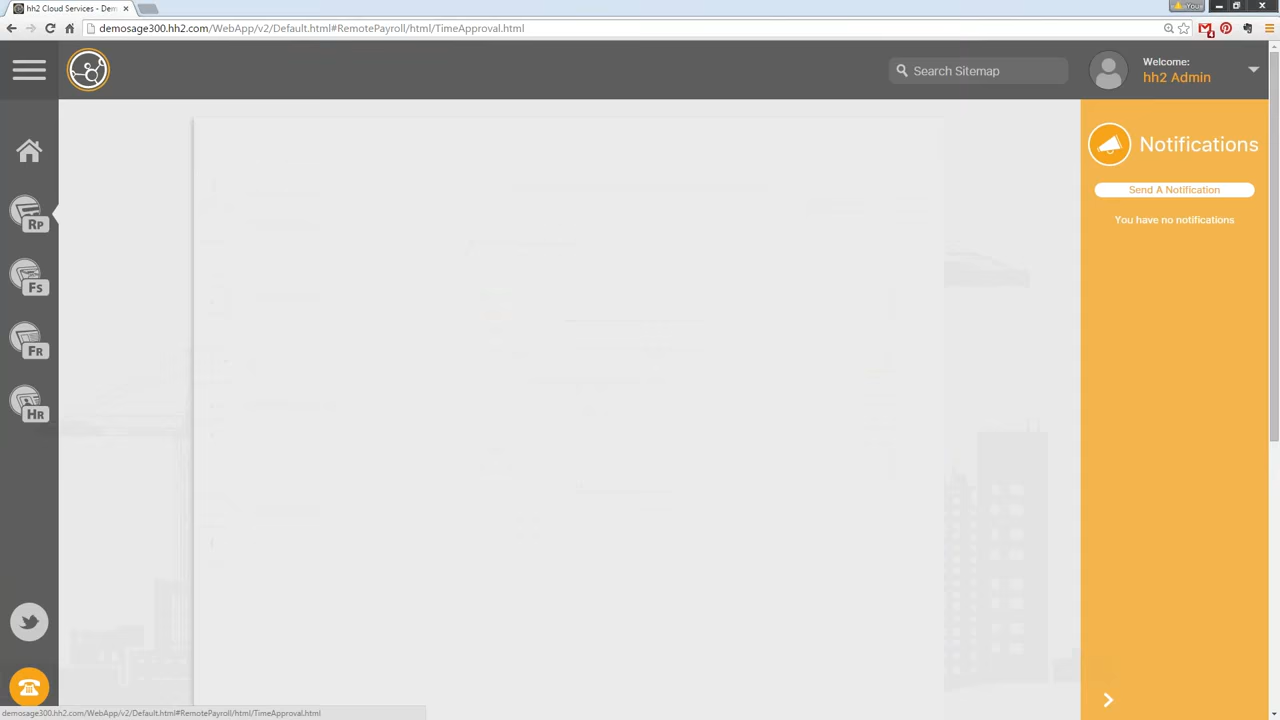 hh2 Cloud Services - Dem
demosage300.hh2.com/WebApp/v2/Default.html#RemotePayroll/html/TimeApproval.html
4
Search Sitemap
Welcome:
hh2 Admin
Notifications
Send A Notification
You have no notifications
RP
FS
FR
HR
demosage300.hh2.com/WebApp/v2/Default.html#RemotePayroll/html/TimeApproval.html